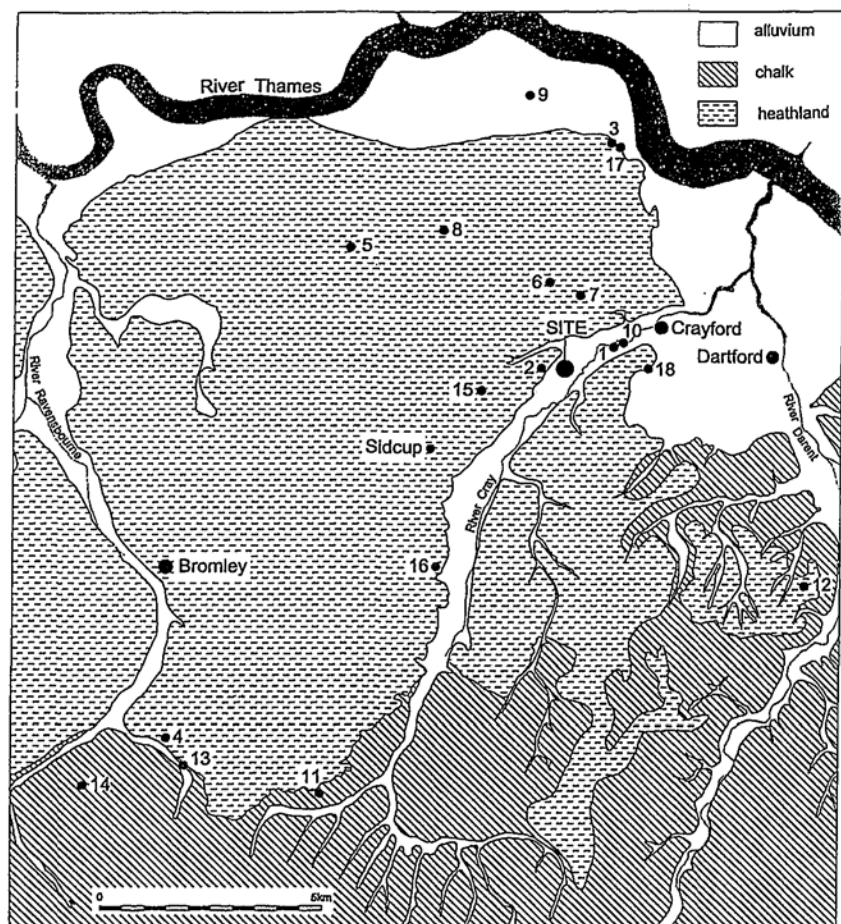 alluvium
chalk
heathland
River Thames
9
3
17
8
5
6
7
SITE
10
1
Crayford
Dartford
2
18
15
River Ravensbourne
River Darent
Sidcup
River Cray
Bromley
16
12
4
13
11
14
0
5km